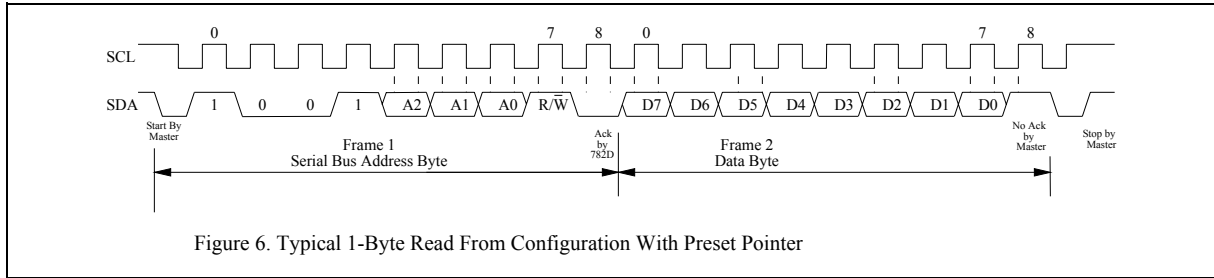 0 7 8 0 7 8
SCL
SDA 1 0 0 1 A2 A1 A0 R/W̅ D7 D6 D5 D4 D3 D2 D1 D0
Start By
Master
Ack
by
782D
No Ack
by
Master
Stop by
Master
Frame 1
Serial Bus Address Byte
Frame 2
Data Byte
Figure 6. Typical 1-Byte Read From Configuration With Preset Pointer